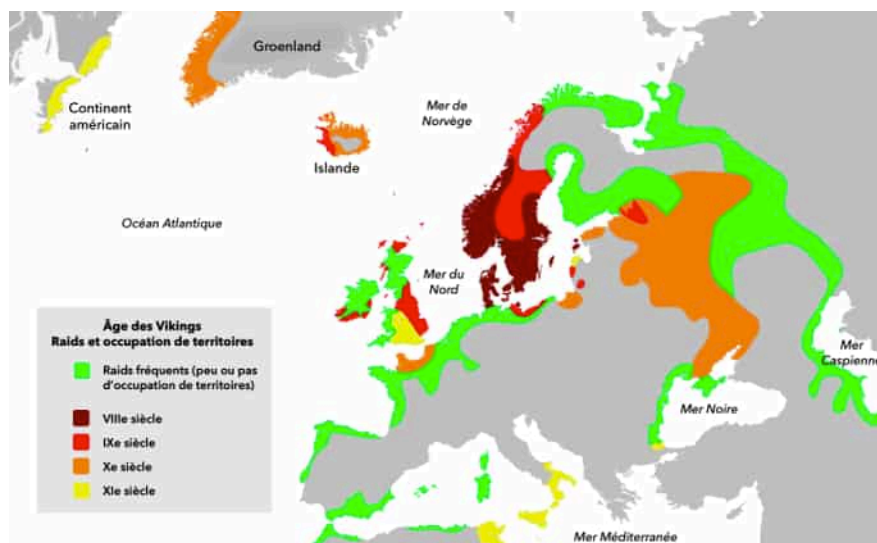 Groenland
Continent
américain
Mer de
Norvège
Islande
Océan Atlantique
Mer du
Nord
Âge des Vikings
Raids et occupation de territoires
Raids fréquents (peu ou pas
d'occupation de territoires)
VIIIe siècle
IXe siècle
Xe siècle
XIe siècle
Mer
Caspienne
Mer Noire
Mer Méditerranée